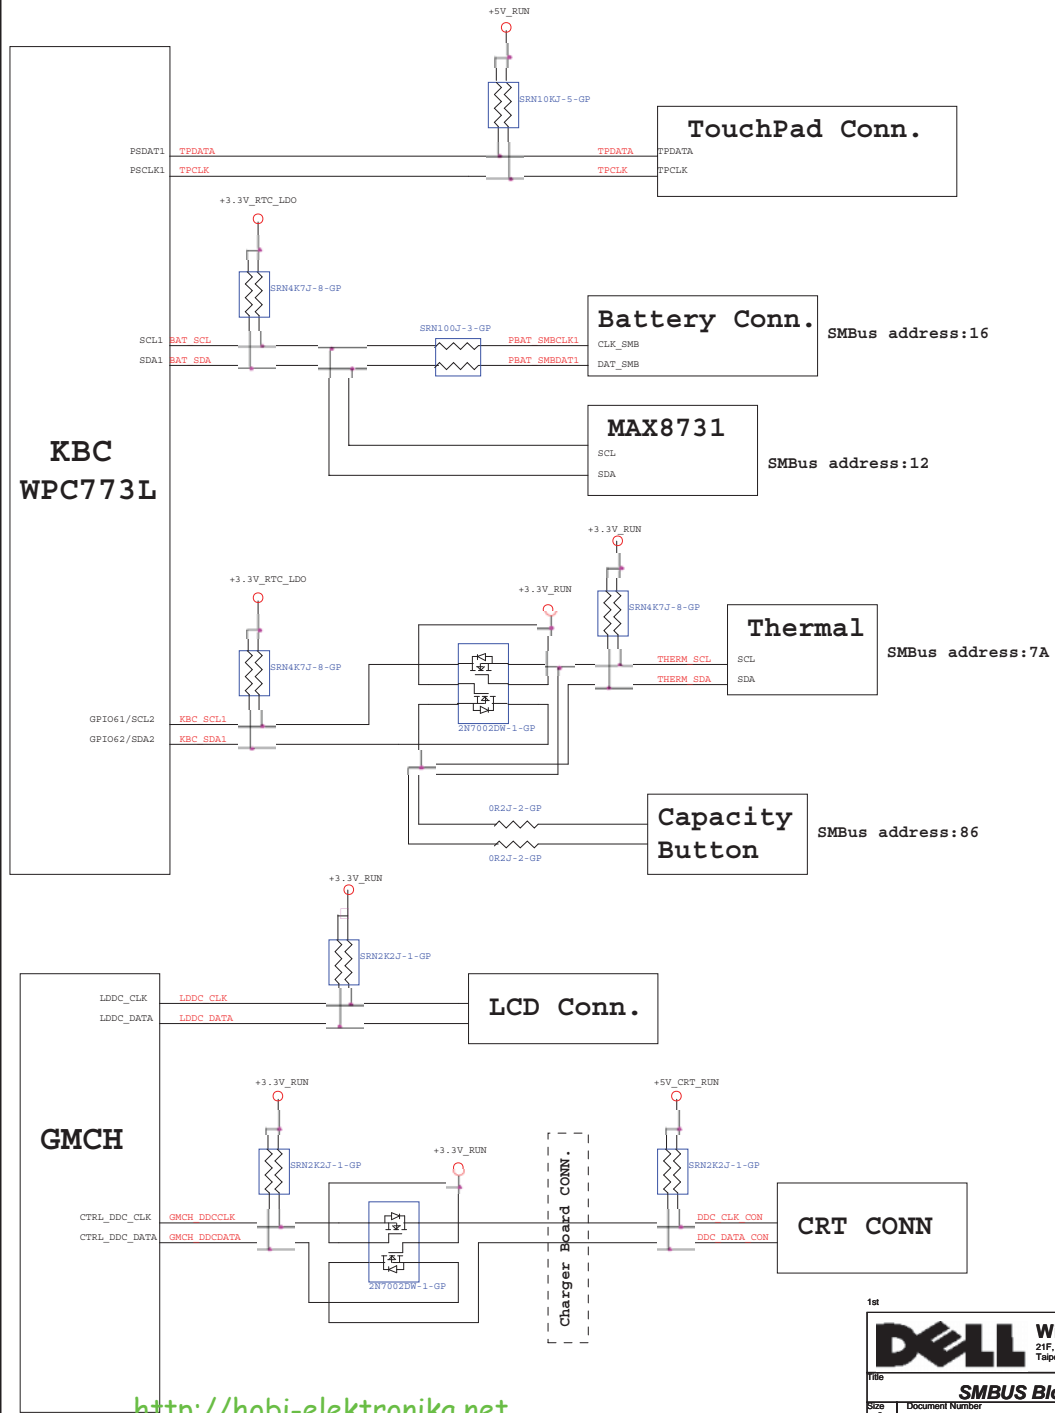 +5V_RUN
SRN10KJ-5-GP
TouchPad Conn.
PSDAT1 TPDATA TPDATA TPDATA
PSCLK1 TPCLK TPCLK TPCLK
+3.3V_RTC_LDO
SRN4K7J-8-GP
SRN100J-3-GP
Battery Conn.
SMBus address:16
SCL1 BAT_SCL PBAT_SMBCLK1 CLK_SMB
SDA1 BAT_SDA PBAT_SMBDAT1 DAT_SMB
MAX8731
SCL
SMBus address:12
SDA
KBC
WPC773L
+3.3V_RUN
+3.3V_RTC_LDO
+3.3V_RUN
SRN4K7J-8-GP
Thermal
SMBus address:7A
SRN4K7J-8-GP
THERM_SCL SCL
THERM_SDA SDA
GPIO61/SCL2 KBC_SCL1
2N7002DW-1-GP
GPIO62/SDA2 KBC_SDA1
0R2J-2-GP
Capacity
Button
SMBus address:86
0R2J-2-GP
+3.3V_RUN
SRN2K2J-1-GP
LDDC_CLK LDDC_CLK
LDDC_DATA LDDC_DATA
LCD Conn.
+3.3V_RUN
+5V_CRT_RUN
GMCH
+3.3V_RUN
SRN2K2J-1-GP
SRN2K2J-1-GP
Charger Board CONN.
CTRL_DDC_CLK GMCH_DDCCLK DDC_CLK_CON
CTRL_DDC_DATA GMCH_DDCDATA DDC_DATA_CON
CRT CONN
2N7002DW-1-GP
1st
DELL
W
21F,
Title
SMBUS
Size Document Number
http://hobi-elektronika.net